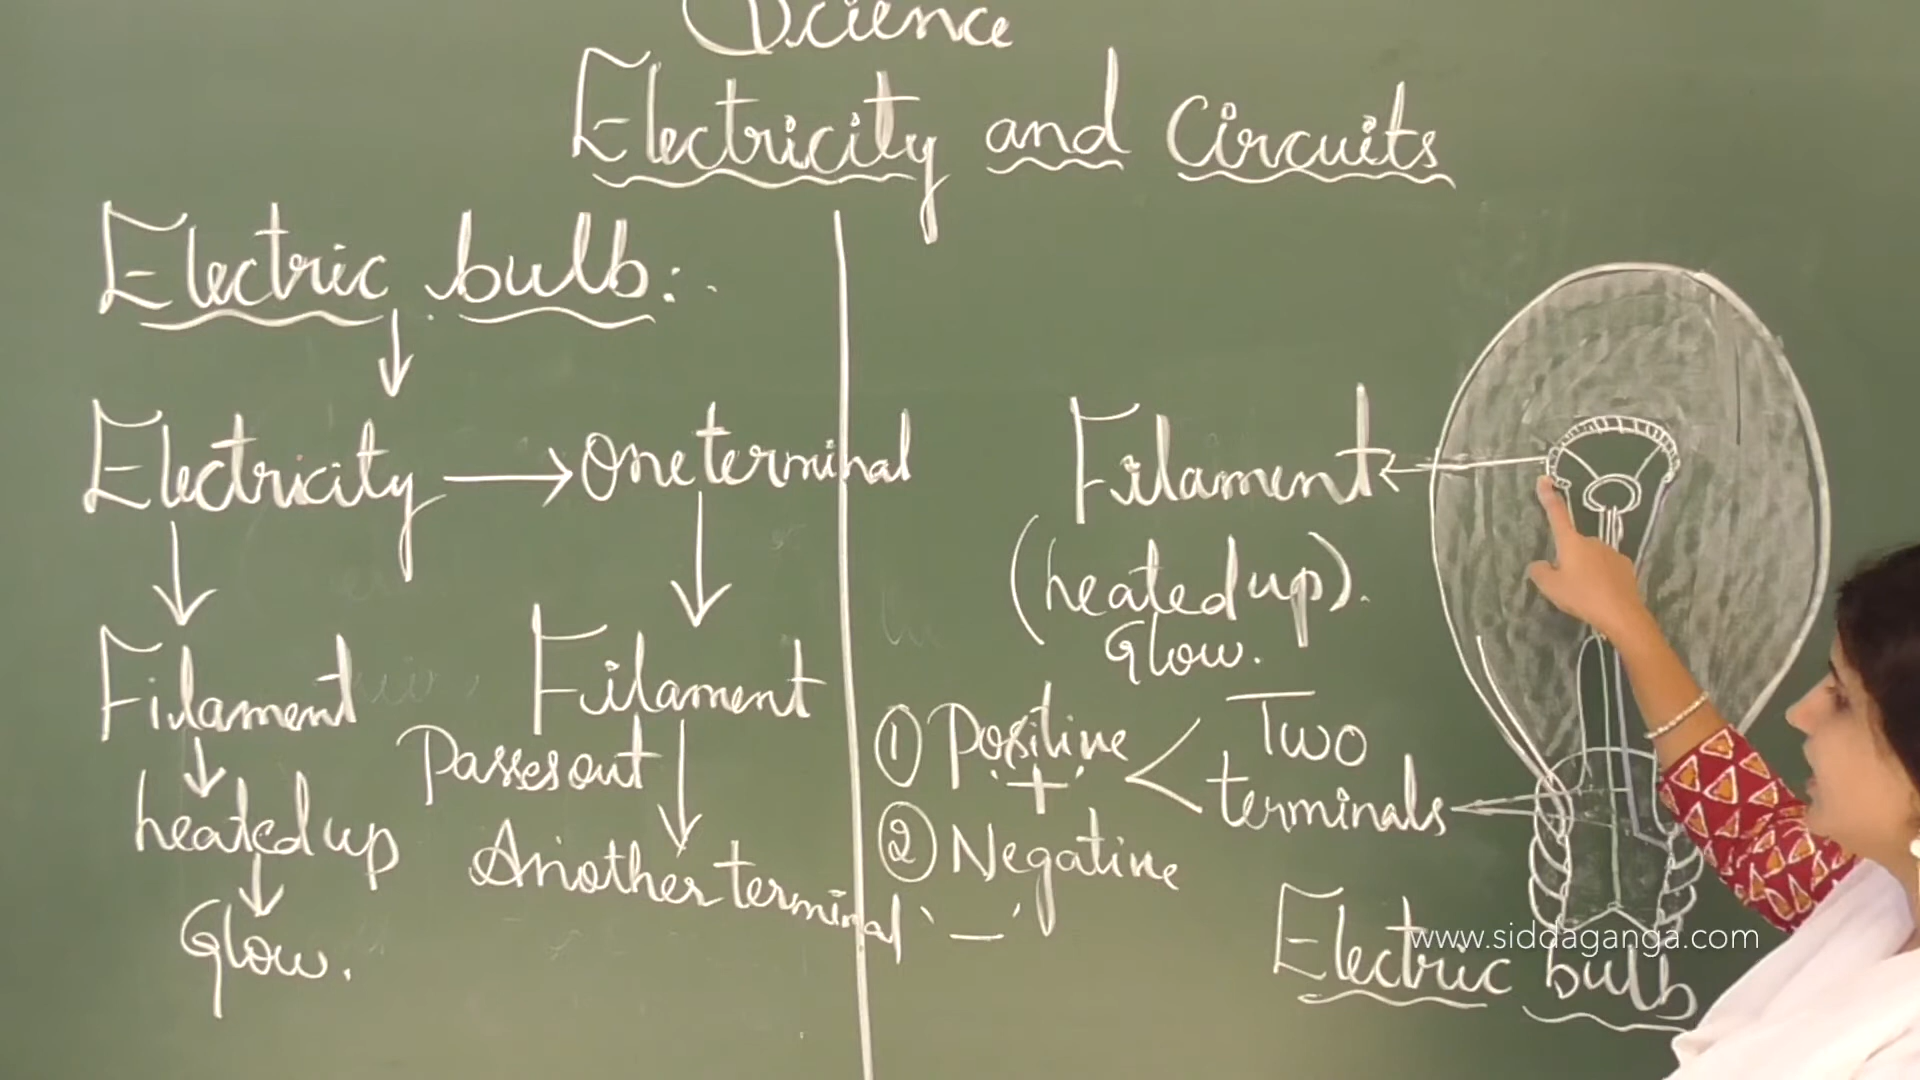 Science
Electricity and Circuits
Electric bulb:
Electricity → One terminal
Filament
heated up
Glow.
Filament
Passes out
Another terminal
Filament
(heated up).
Glow.
Two
terminals
① Positive
+
② Negative
' — '
Electric bulb
www.siddaganga.com